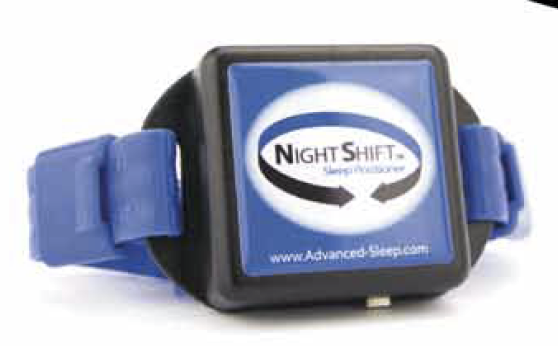 NIGHT SHIFT™
Sleep Positioner
www.Advanced-Sleep.com